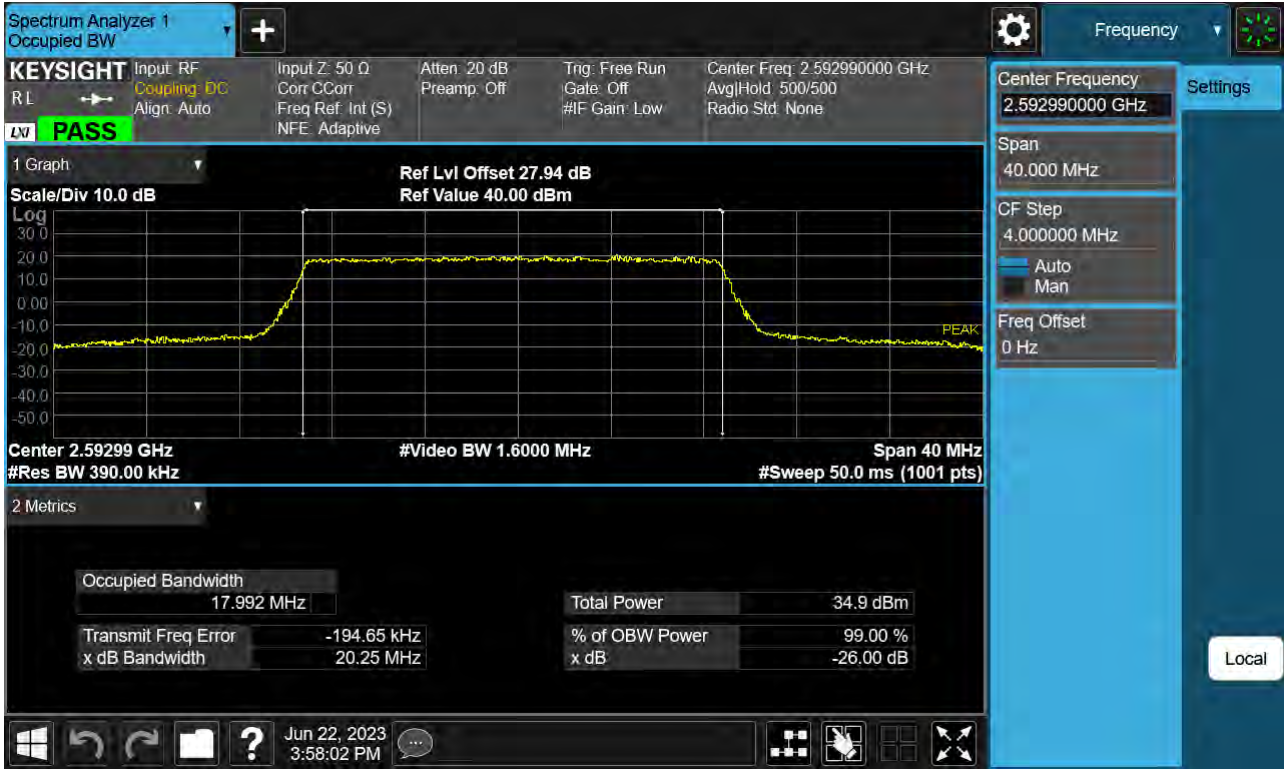 Spectrum Analyzer 1
Occupied BW
+
Frequency
KEYSIGHT
RL
LXI PASS
Input: RF
Coupling: DC
Align: Auto
Input Z: 50 Ω
Corr CCorr
Freq Ref: Int (S)
NFE: Adaptive
Atten: 20 dB
Preamp: Off
Trig: Free Run
Gate: Off
#IF Gain: Low
Center Freq: 2.592990000 GHz
Avg|Hold: 500/500
Radio Std: None
Center Frequency
2.592990000 GHz
Settings
Span
40.000 MHz
CF Step
4.000000 MHz
Auto
Man
Freq Offset
0 Hz
Local
1 Graph
Scale/Div 10.0 dB
Ref Lvl Offset 27.94 dB
Ref Value 40.00 dBm
Log
30.0
20.0
10.0
0.00
-10.0
-20.0
-30.0
-40.0
-50.0
PEAK
Center 2.59299 GHz
#Video BW 1.6000 MHz
Span 40 MHz
#Res BW 390.00 kHz
#Sweep 50.0 ms (1001 pts)
2 Metrics
Occupied Bandwidth
17.992 MHz
Total Power 34.9 dBm
Transmit Freq Error -194.65 kHz
% of OBW Power 99.00 %
x dB Bandwidth 20.25 MHz
x dB -26.00 dB
?
Jun 22, 2023
3:58:02 PM